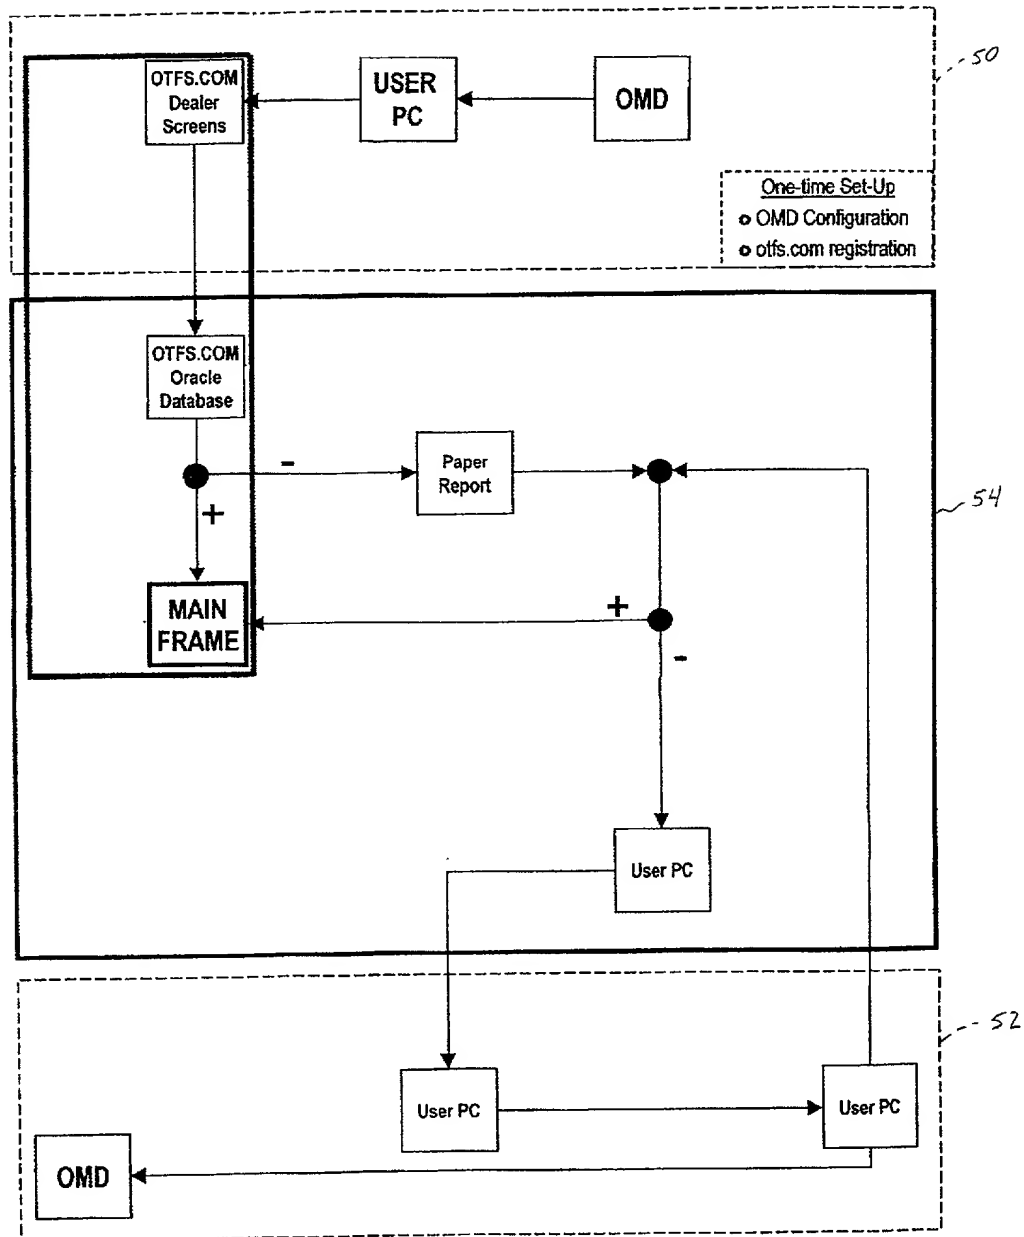 OTFS.COM
Dealer
Screens
USER
PC
OMD
50
One-time Set-Up
OMD Configuration
otfs.com registration
OTFS.COM
Oracle
Database
-
Paper
Report
+
54
MAIN
FRAME
+
-
User PC
52
User PC
User PC
OMD